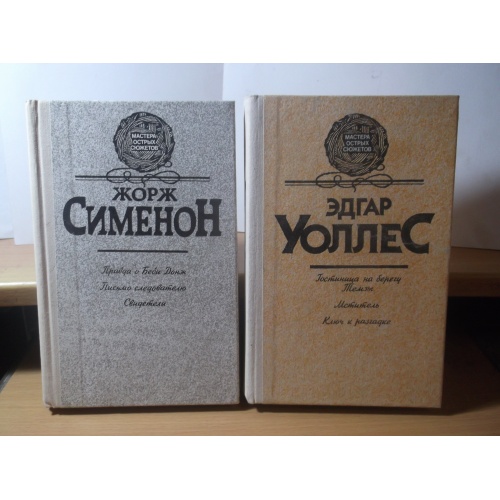 МАСТЕРА
ОСТРЫХ
СЮЖЕТОВ
ЖОРЖ
СИМЕНОН
Правда о Бебе Донж
Письмо следователю
Свидетели
МАСТЕРА
ОСТРЫХ
СЮЖЕТОВ
ЭДГАР
УОЛЛЕС
Гостиница на берегу
Темзы
Мститель
Ключ к разгадке